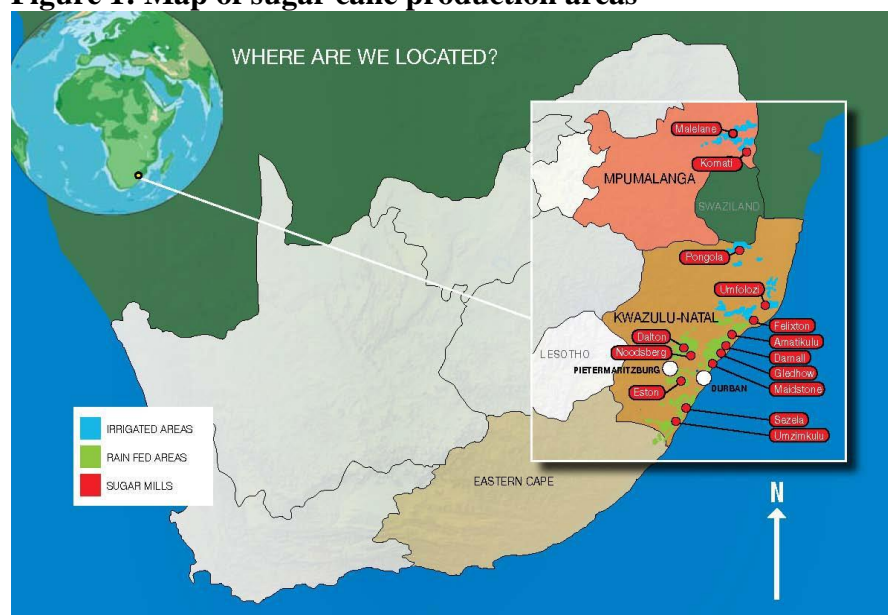 Figure 1: Map of sugar cane production areas
WHERE ARE WE LOCATED?
Malelane
Komati
MPUMALANGA
SWAZILAND
Pongola
Umfolozi
KWAZULU-NATAL
Felixton
Amatikulu
Darnall
Gledhow
Maidstone
Dalton
Noodsberg
LESOTHO
PIETERMARITZBURG
DURBAN
Eston
Sezela
Umzimkulu
IRRIGATED AREAS
RAIN FED AREAS
SUGAR MILLS
EASTERN CAPE
N